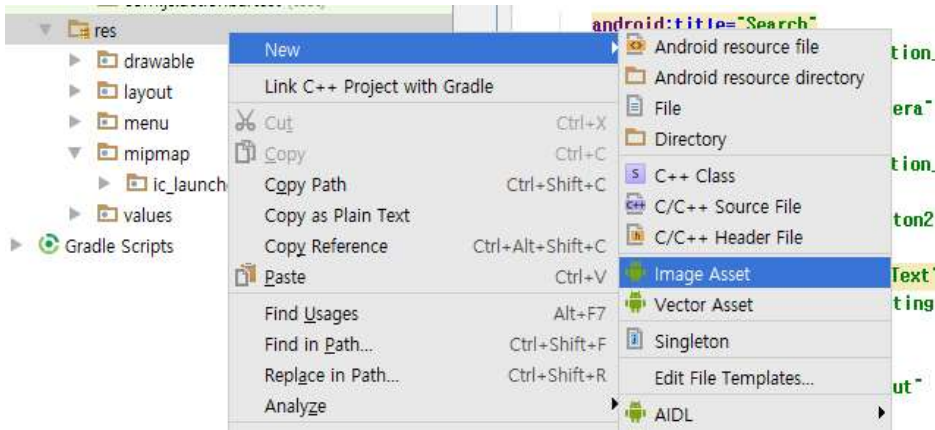 res
drawable
layout
menu
mipmap
ic_launch
values
Gradle Scripts
New
Link C++ Project with Gradle
Cut Ctrl+X
Copy Ctrl+C
Copy Path Ctrl+Shift+C
Copy as Plain Text
Copy Reference Ctrl+Alt+Shift+C
Paste Ctrl+V
Find Usages Alt+F7
Find in Path... Ctrl+Shift+F
Replace in Path... Ctrl+Shift+R
Analyze
Android resource file
Android resource directory
File
Directory
S C++ Class
C++ C/C++ Source File
h C/C++ Header File
Image Asset
Vector Asset
Singleton
Edit File Templates...
AIDL
android:title="Search"
tion_
era"
tion_
ton2
Text"
ting
ut"